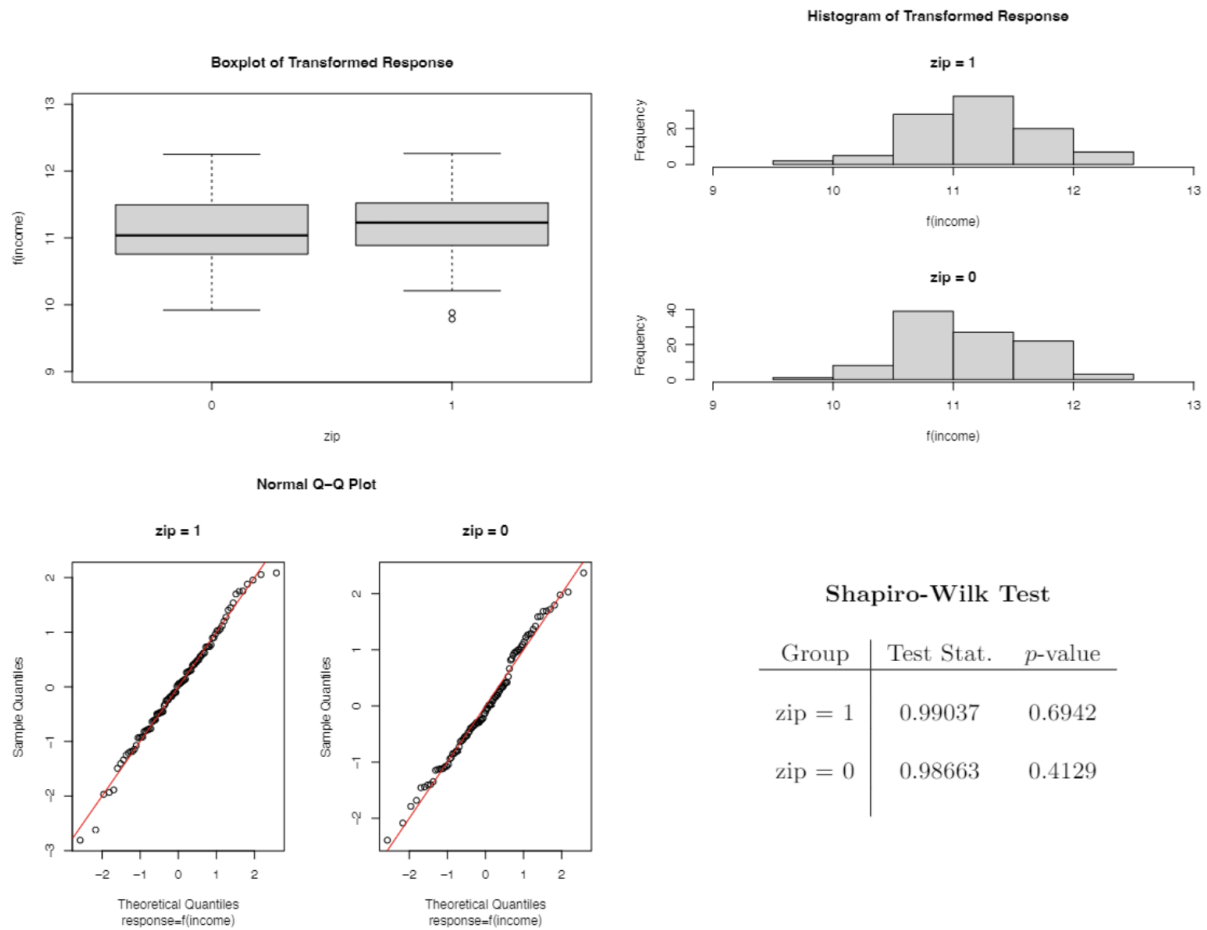 Boxplot of Transformed Response
f(income)
13
12
11
10
9
0 1
zip
Histogram of Transformed Response
zip = 1
Frequency
20
0
9 10 11 12 13
f(income)
zip = 0
Frequency
40
20
0
9 10 11 12 13
f(income)
Normal Q−Q Plot
zip = 1
Sample Quantiles
2
1
0
−1
−2
−3
−2 −1 0 1 2
Theoretical Quantiles
response=f(income)
zip = 0
Sample Quantiles
2
1
0
−1
−2
−2 −1 0 1 2
Theoretical Quantiles
response=f(income)
Shapiro-Wilk Test
Group Test Stat. p-value
zip = 1 0.99037 0.6942
zip = 0 0.98663 0.4129